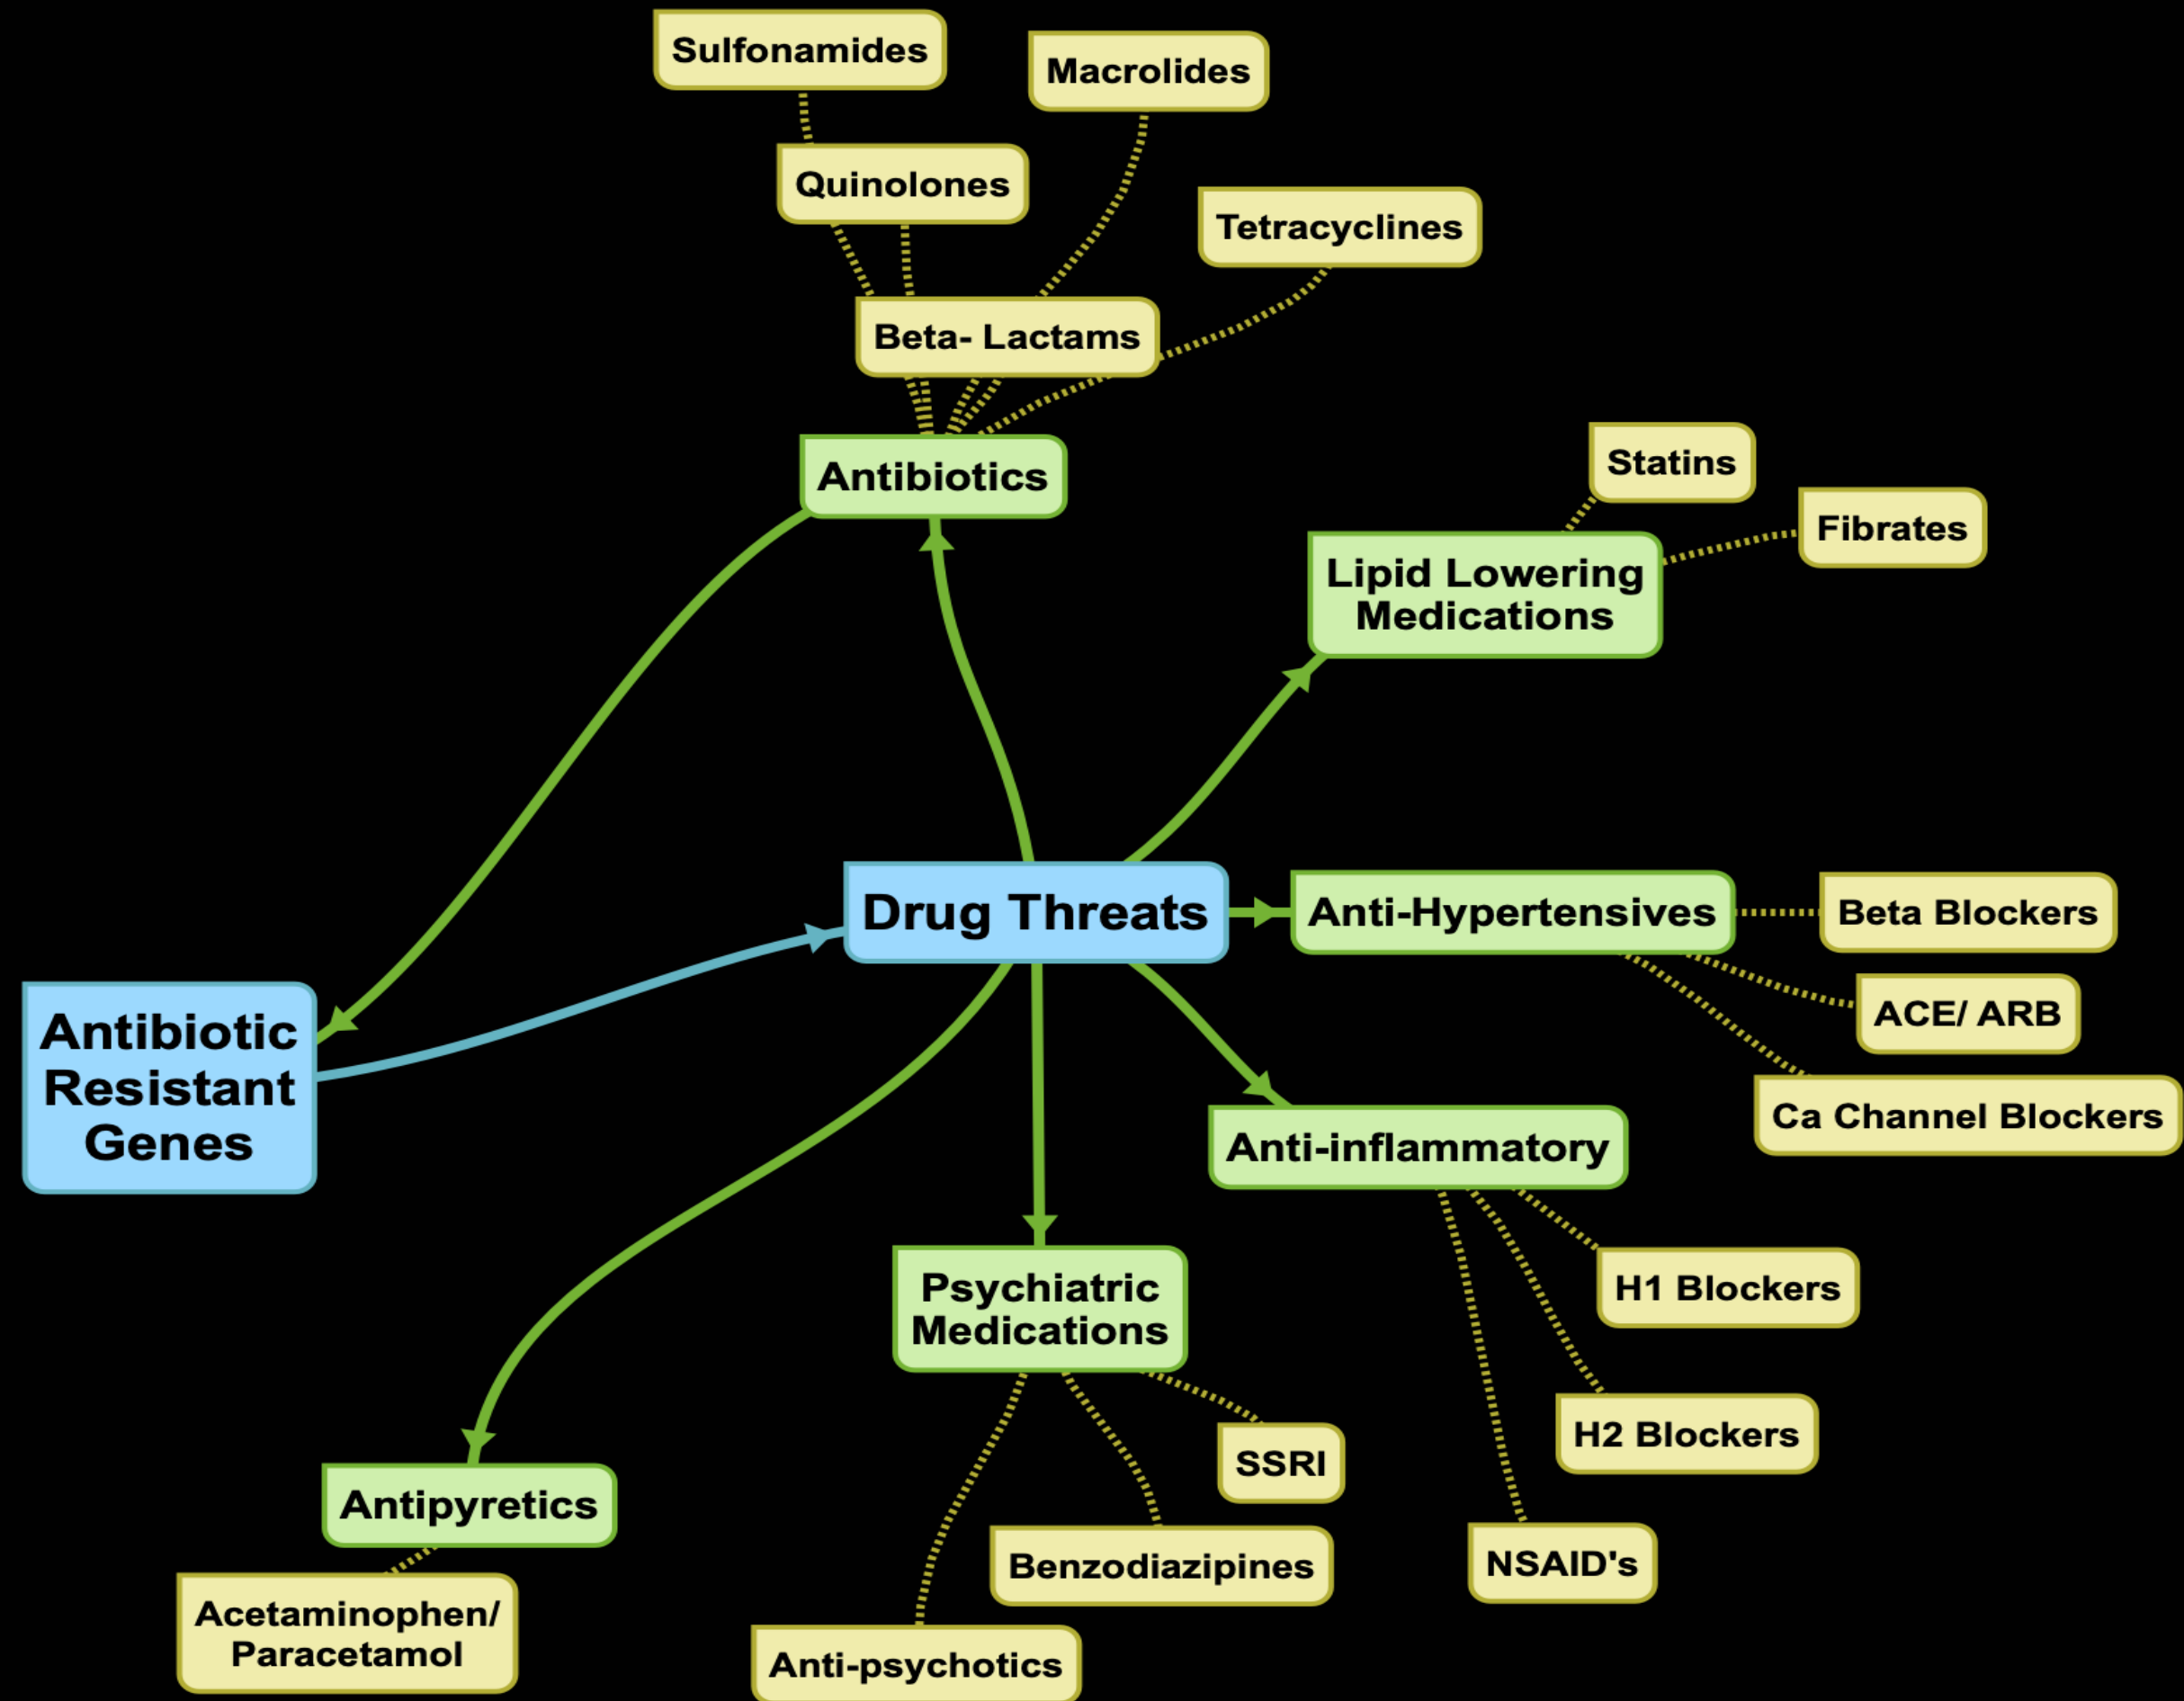 Sulfonamides
Macrolides
Quinolones
Tetracyclines
Beta- Lactams
Antibiotics
Statins
Fibrates
Lipid Lowering
Medications
Drug Threats
Anti-Hypertensives
Beta Blockers
ACE/ ARB
Ca Channel Blockers
Antibiotic
Resistant
Genes
Anti-inflammatory
H1 Blockers
H2 Blockers
NSAID's
Psychiatric
Medications
SSRI
Benzodiazipines
Anti-psychotics
Antipyretics
Acetaminophen/
Paracetamol